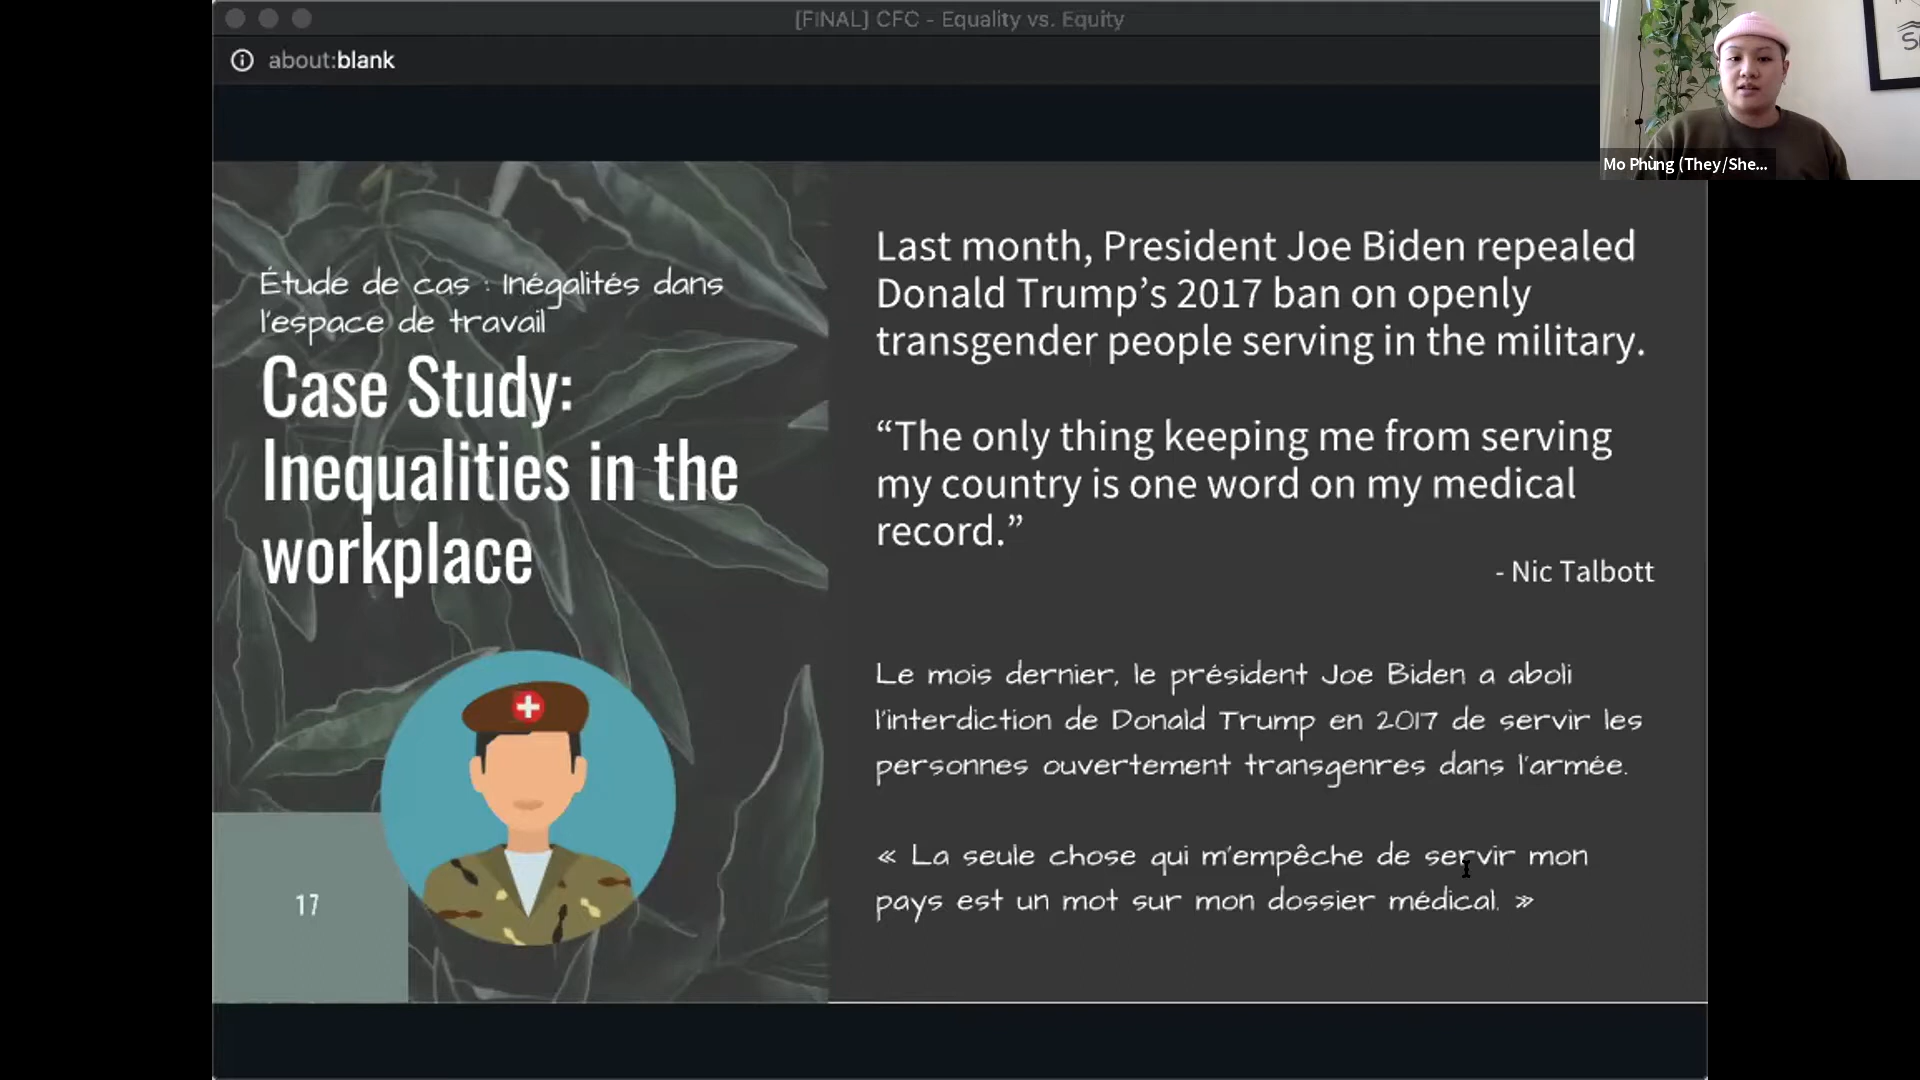 [FINAL] CFC - Equality vs. Equity
about:blank
Mo Phùng (They/She...
Étude de cas : Inégalités dans
l'espace de travail
Case Study:
Inequalities in the
workplace
17
Last month, President Joe Biden repealed
Donald Trump’s 2017 ban on openly
transgender people serving in the military.
“The only thing keeping me from serving
my country is one word on my medical
record.”
- Nic Talbott
Le mois dernier, le président Joe Biden a aboli
l'interdiction de Donald Trump en 2017 de servir les
personnes ouvertement transgenres dans l'armée.
« La seule chose qui m'empêche de servir mon
pays est un mot sur mon dossier médical. »